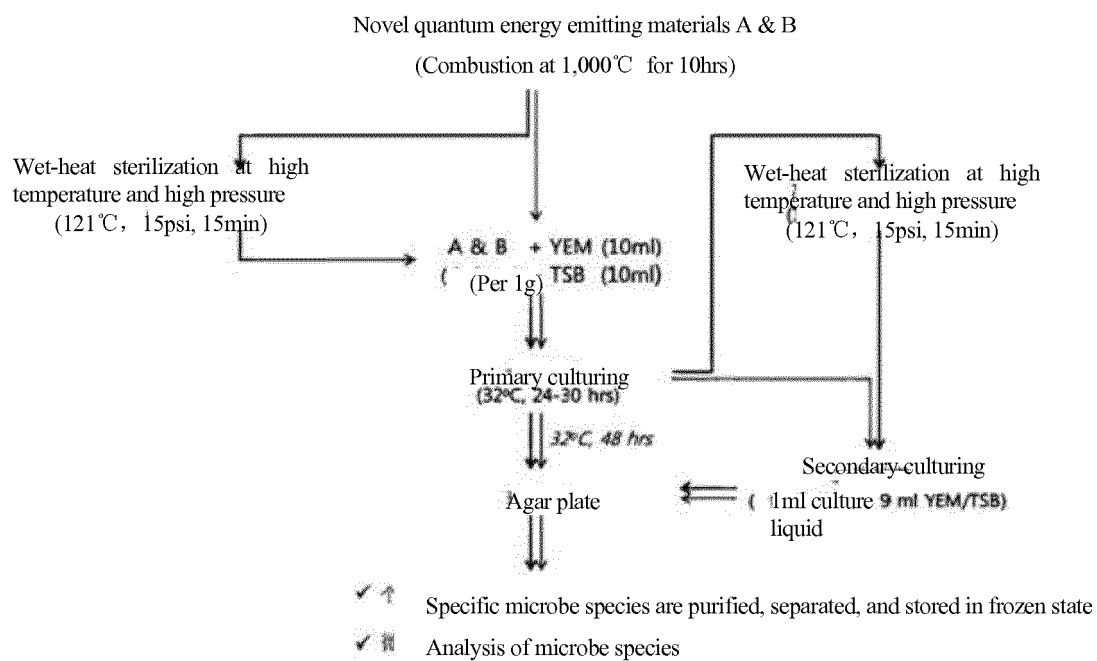 Novel quantum energy emitting materials A & B
(Combustion at 1,000℃ for 10hrs)
Wet-heat sterilization at high
temperature and high pressure
(121℃, 15psi, 15min)
Wet-heat sterilization at high
temperature and high pressure
(121℃, 15psi, 15min)
A & B + YEM (10ml)
( (Per 1g) TSB (10ml)
Primary culturing
(32ºC, 24-30 hrs)
32ºC, 48 hrs
Secondary culturing
( 1ml culture 9 ml YEM/TSB)
liquid
Agar plate
Specific microbe species are purified, separated, and stored in frozen state
Analysis of microbe species